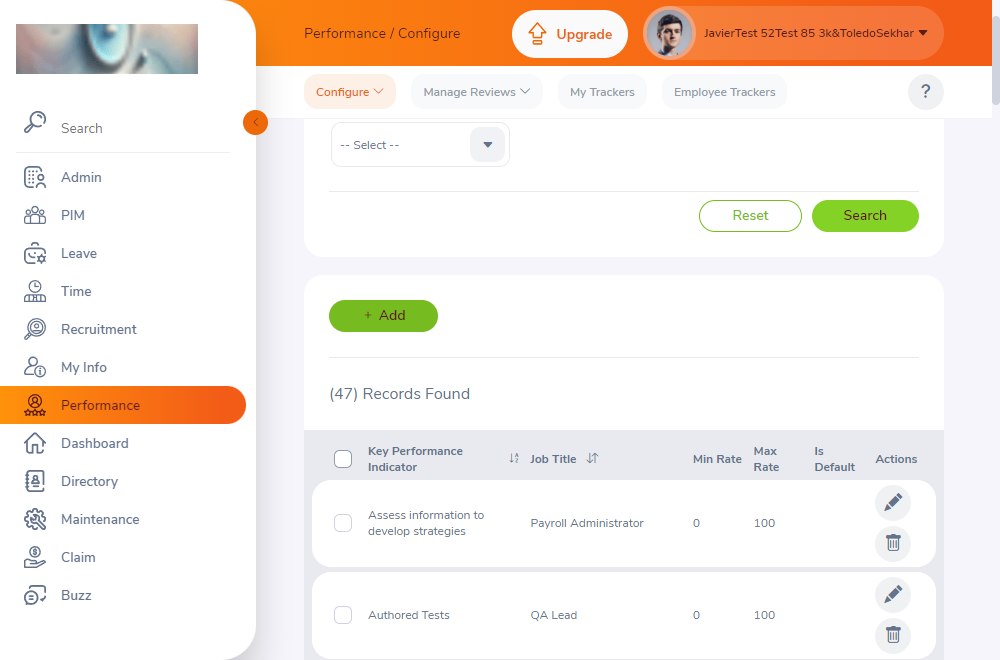 Performance / Configure
Upgrade
JavierTest 52Test 85 3k&ToledoSekhar
Configure
Manage Reviews
My Trackers
Employee Trackers
?
Search
Admin
PIM
Leave
Time
Recruitment
My Info
Performance
Dashboard
Directory
Maintenance
Claim
Buzz
-- Select --
Reset
Search
+ Add
(47) Records Found
Key Performance
Indicator
Job Title
Min Rate
Max
Rate
Is
Default
Actions
Assess information to
develop strategies
Payroll Administrator
0
100
Authored Tests
QA Lead
0
100